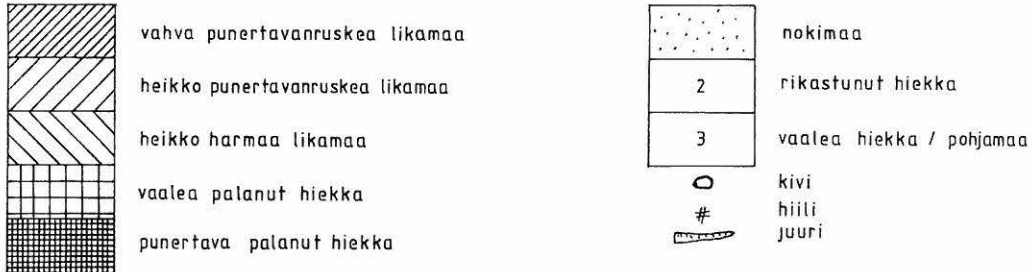 vahva punertavanruskea likamaa
heikko punertavanruskea likamaa
heikko harmaa likamaa
vaalea palanut hiekka
punertava palanut hiekka
nokimaa
2 rikastunut hiekka
3 vaalea hiekka / pohjamaa
kivi
# hiili
juuri